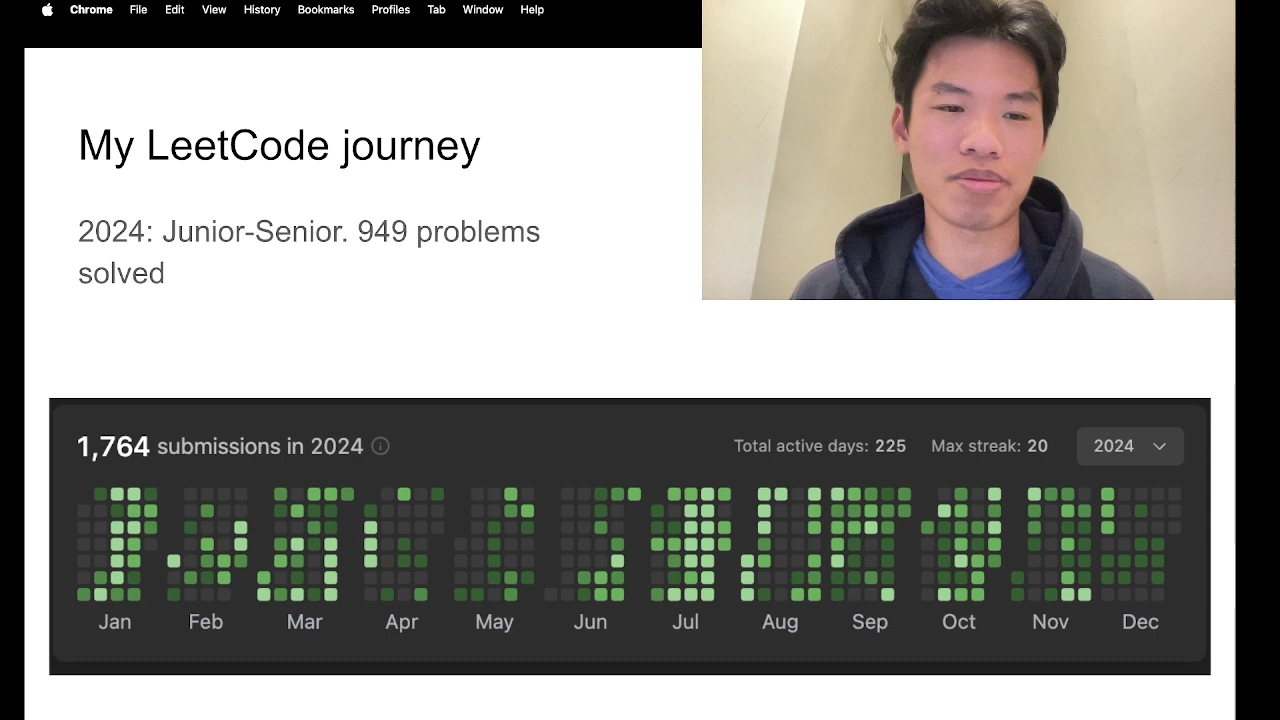 Chrome File Edit View History Bookmarks Profiles Tab Window Help
My LeetCode journey
2024: Junior-Senior. 949 problems
solved
1,764 submissions in 2024 Total active days: 225 Max streak: 20 2024
Jan Feb Mar Apr May Jun Jul Aug Sep Oct Nov Dec